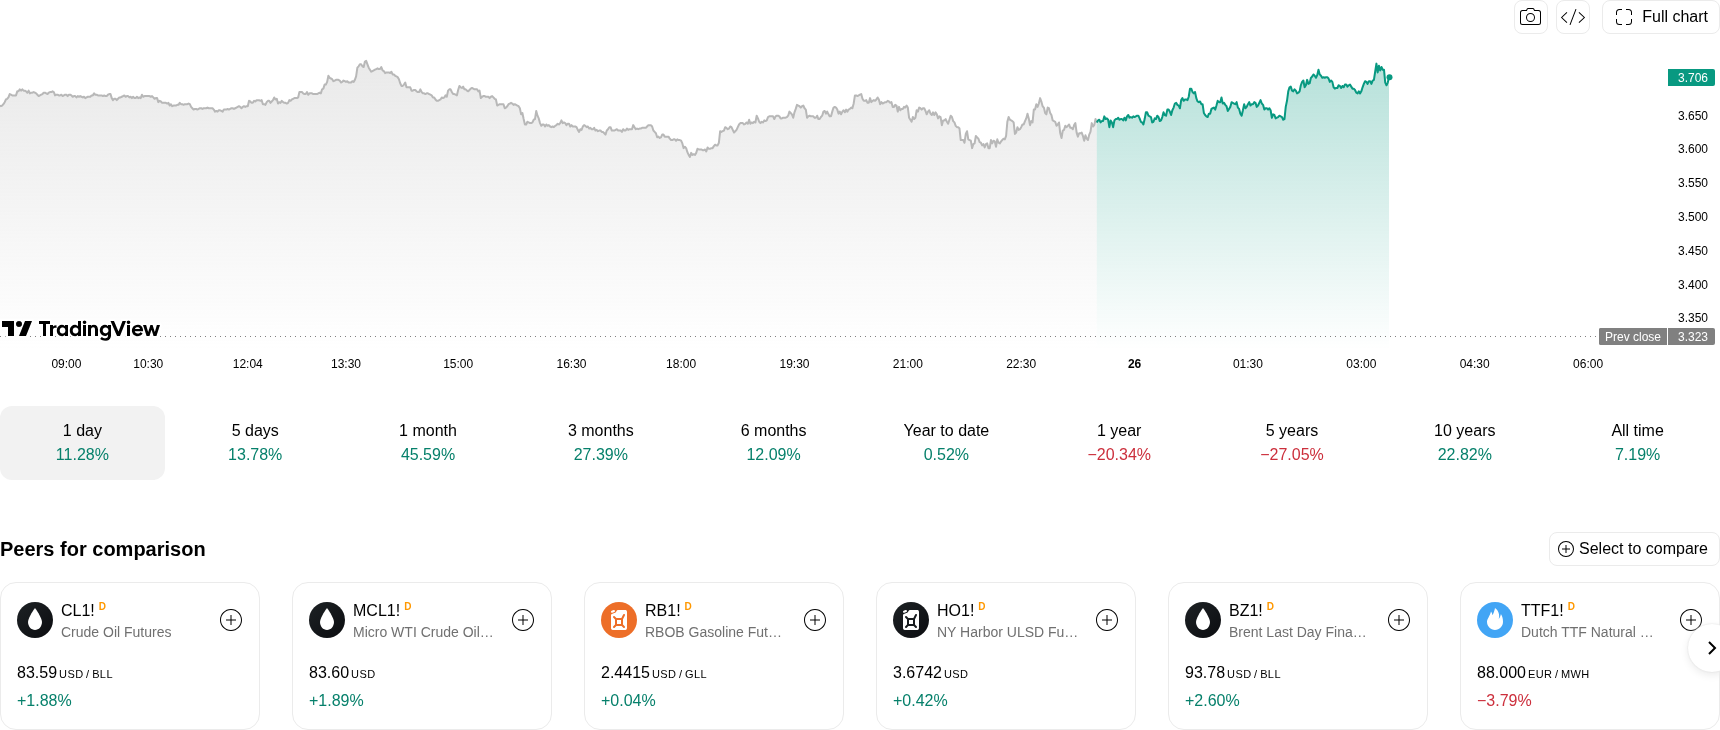 Full chart
3.706
3.650
3.600
3.550
3.500
3.450
3.400
3.350
TradingView
Prev close 3.323
09:00 10:30 12:04 13:30 15:00 16:30 18:00 19:30 21:00 22:30 26 01:30 03:00 04:30 06:00
1 day 5 days 1 month 3 months 6 months Year to date 1 year 5 years 10 years All time
11.28% 13.78% 45.59% 27.39% 12.09% 0.52% −20.34% −27.05% 22.82% 7.19%
Peers for comparison Select to compare
CL1! D MCL1! D RB1! D HO1! D BZ1! D TTF1! D
Crude Oil Futures Micro WTI Crude Oil… RBOB Gasoline Fut… NY Harbor ULSD Fu… Brent Last Day Fina… Dutch TTF Natural …
83.59 USD / BLL 83.60 USD 2.4415 USD / GLL 3.6742 USD 93.78 USD / BLL 88.000 EUR / MWH
+1.88% +1.89% +0.04% +0.42% +2.60% −3.79%